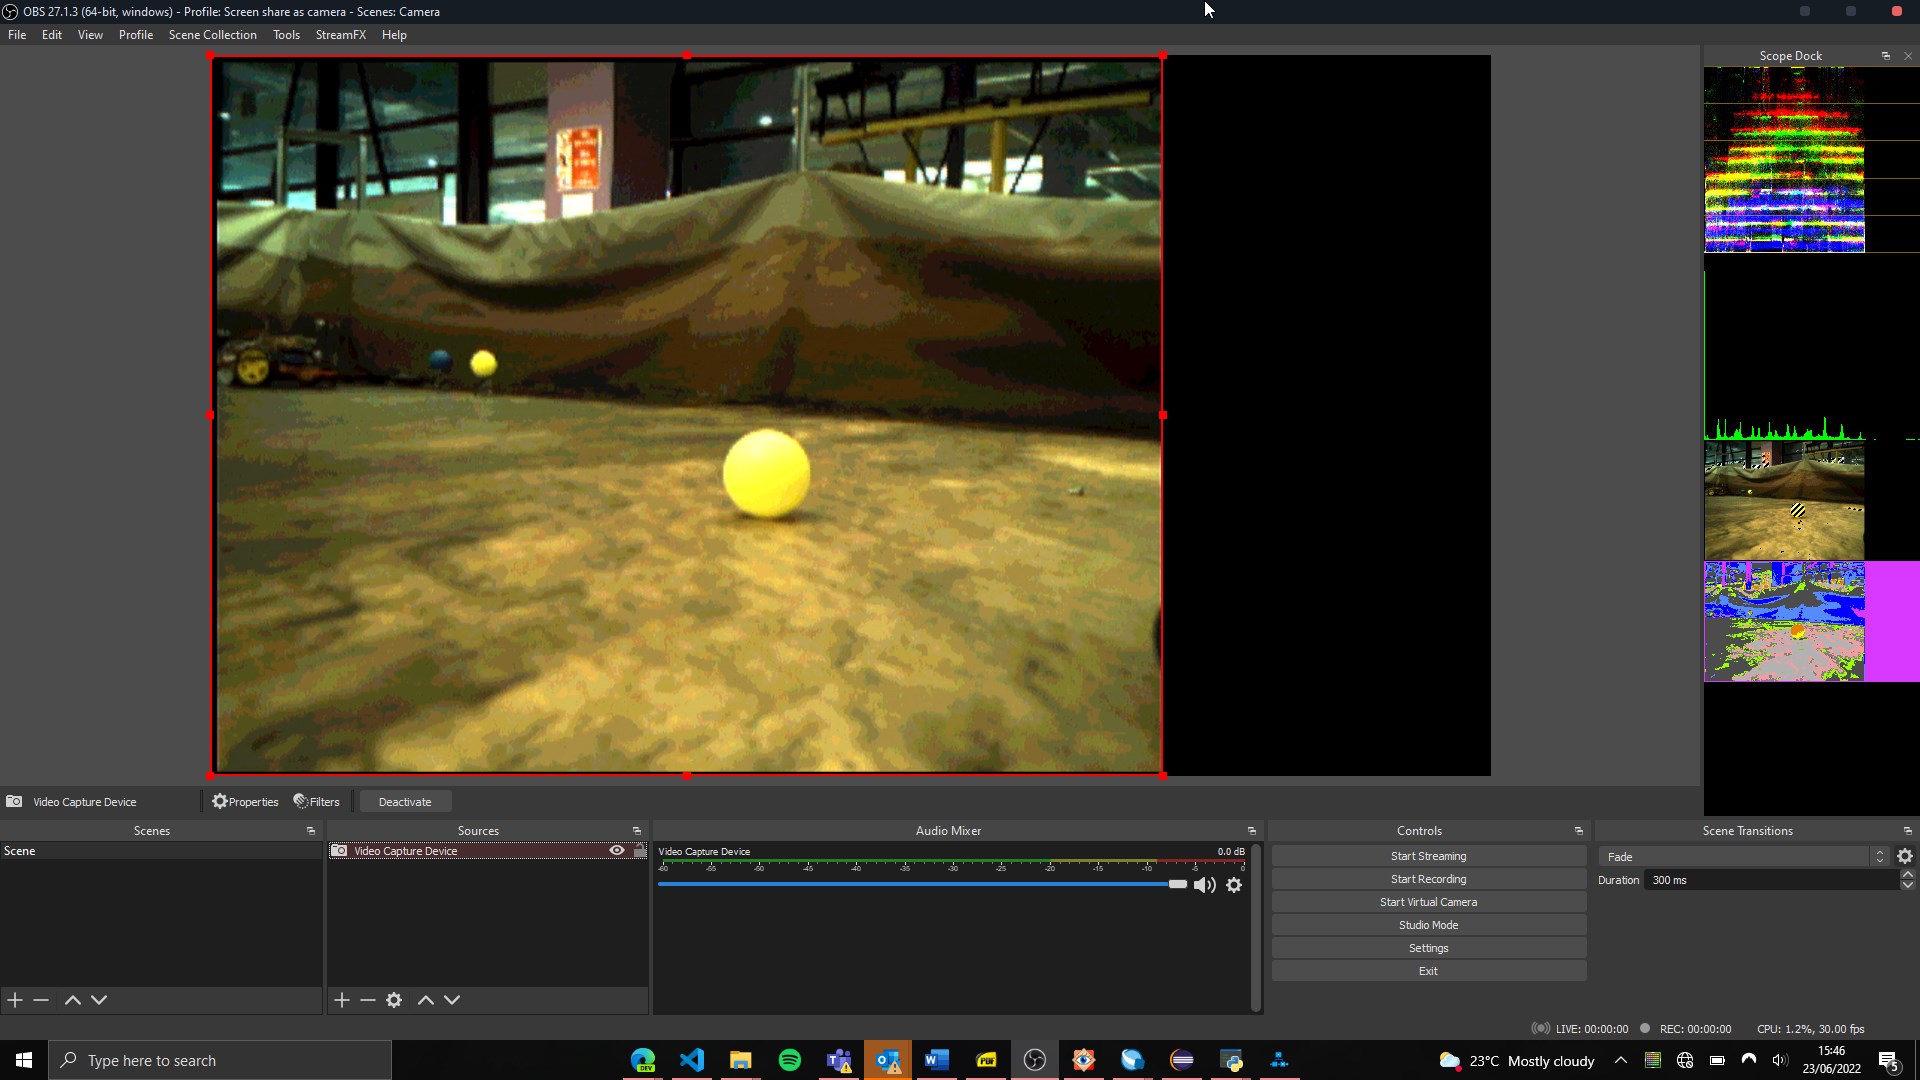 OBS 27.1.3 (64-bit, windows) - Profile: Screen share as camera - Scenes: Camera
File Edit View Profile Scene Collection Tools StreamFX Help
Scope Dock
Video Capture Device Properties Filters Deactivate
Scenes
Scene
Sources
Video Capture Device
Audio Mixer
Video Capture Device 0.0 dB
-60 -55 -50 -45 -40 -35 -30 -25 -20 -15 -10 -5 0
Controls
Start Streaming
Start Recording
Start Virtual Camera
Studio Mode
Settings
Exit
Scene Transitions
Fade
Duration 300 ms
LIVE: 00:00:00 REC: 00:00:00 CPU: 1.2%, 30.00 fps
Type here to search
DEV
PDF
23°C Mostly cloudy
15:46
23/06/2022
5